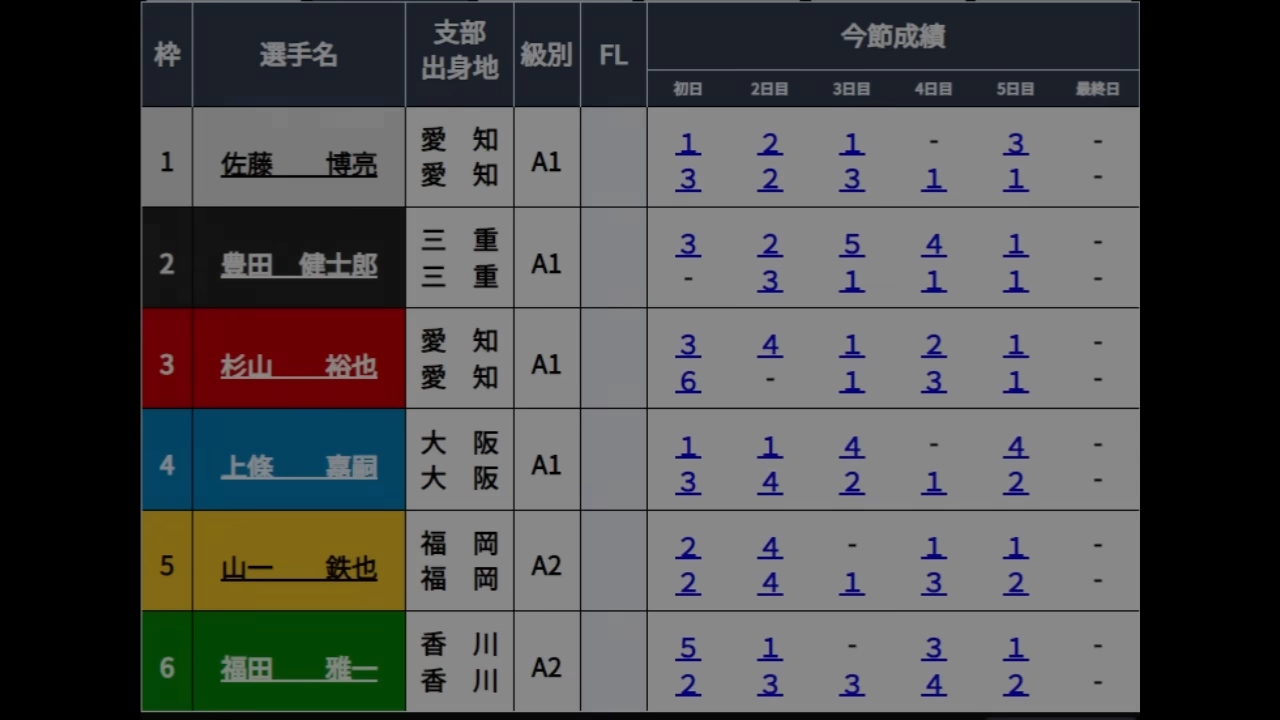 枠 選手名 支部 出身地 級別 FL 今節成績
初日 2日目 3日目 4日目 5日目 最終日
1 佐藤 博亮 愛知 A1 1 2 1 - 3 -
愛知 3 2 3 1 1 -
2 豊田 健士郎 三重 A1 3 2 5 4 1 -
三重 - 3 1 1 1 -
3 杉山 裕也 愛知 A1 3 4 1 2 1 -
愛知 6 - 1 3 1 -
4 上條 嘉嗣 大阪 A1 1 1 4 - 4 -
大阪 3 4 2 1 2 -
5 山一 鉄也 福岡 A2 2 4 - 1 1 -
福岡 2 4 1 3 2 -
6 福田 雅一 香川 A2 5 1 - 3 1 -
香川 2 3 3 4 2 -